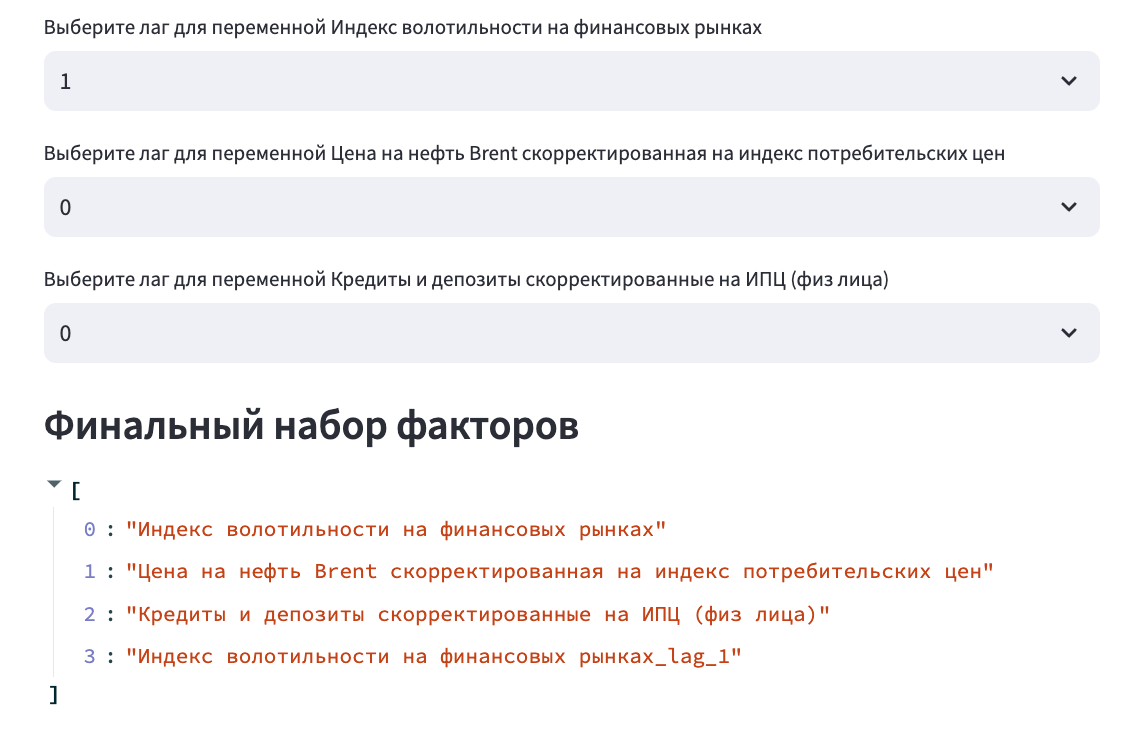 Выберите лаг для переменной Индекс волотильности на финансовых рынках
1
Выберите лаг для переменной Цена на нефть Brent скорректированная на индекс потребительских цен
0
Выберите лаг для переменной Кредиты и депозиты скорректированные на ИПЦ (физ лица)
0
Финальный набор факторов
[
0 : "Индекс волотильности на финансовых рынках"
1 : "Цена на нефть Brent скорректированная на индекс потребительских цен"
2 : "Кредиты и депозиты скорректированные на ИПЦ (физ лица)"
3 : "Индекс волотильности на финансовых рынках_lag_1"
]